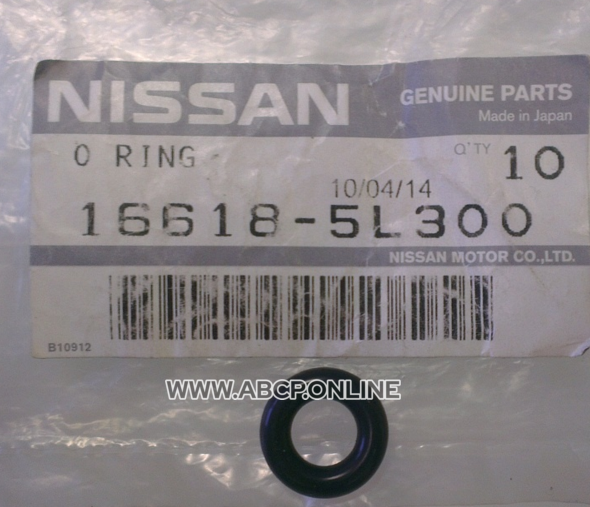 NISSAN
GENUINE PARTS
Made in Japan
O RING
Q'TY 10
10/04/14
16618-5L300
NISSAN MOTOR CO.,LTD.
B10912
WWW.ABCP.ONLINE